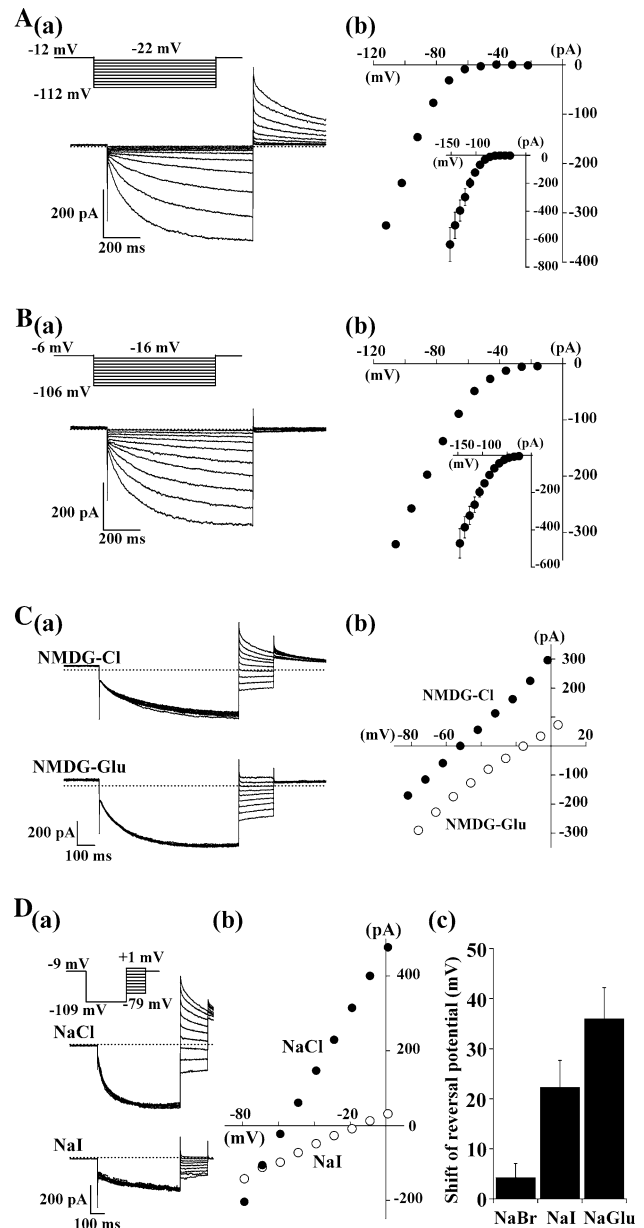 A (a)
-12 mV
-22 mV
-112 mV
200 pA
200 ms
(b)
-120 -80 -40 (pA)
(mV)
0
-100
-200
-300
-400
-150 -100 (pA)
(mV)
0
-200
-400
-600
-800
B (a)
-6 mV
-16 mV
-106 mV
200 pA
200 ms
(b)
-120 -80 -40 (pA)
(mV)
0
-100
-200
-300
-150 -100 (pA)
(mV)
-200
-400
-600
C (a)
NMDG-Cl
NMDG-Glu
200 pA
100 ms
(b)
(pA)
300
200
NMDG-Cl
(mV) -80 -60 20
-100
-200
-300
NMDG-Glu
D (a)
-9 mV
+1 mV
-109 mV
-79 mV
NaCl
NaI
200 pA
100 ms
(b)
(pA)
400
200
0
-200
NaCl
-80 -20
(mV)
NaI
(c)
Shift of reversal potential (mV)
50
40
30
20
10
0
NaBr NaI NaGlu